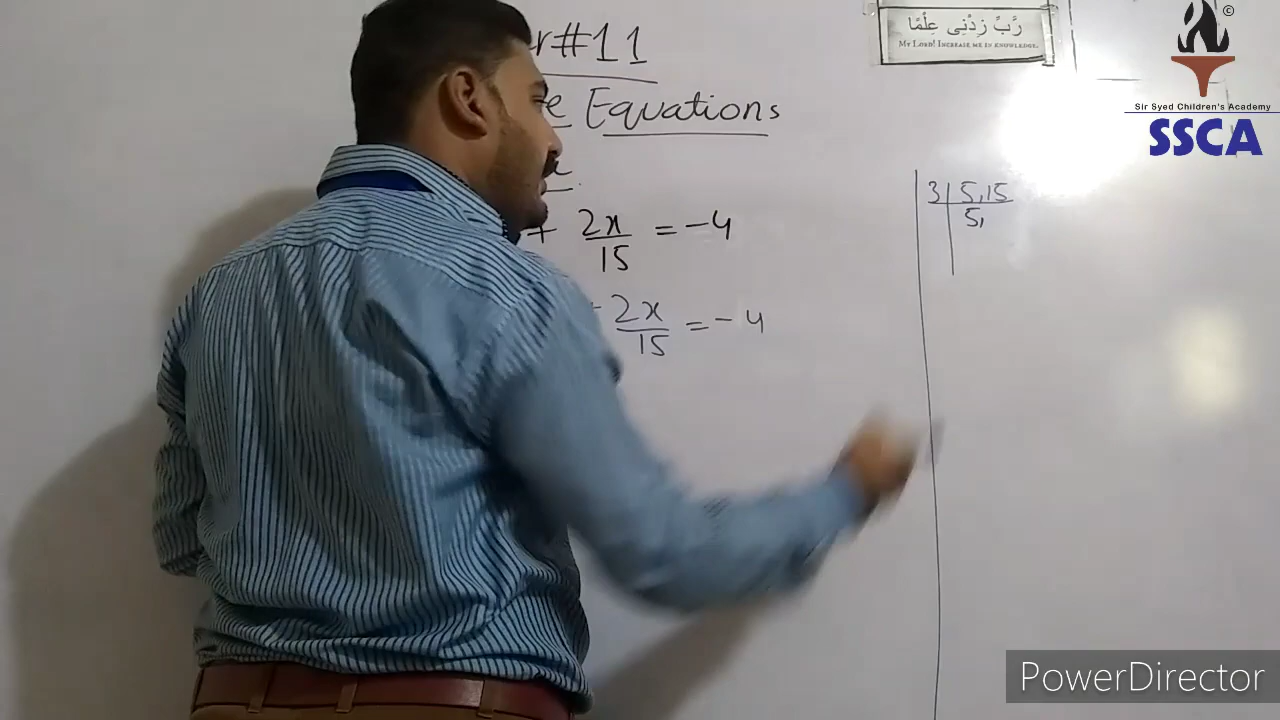 r#11
e Equations
+ 2x/15 = -4
2x/15 = -4
3 | 5,15
5,
رَّبِّ زِدْنِي عِلْمًا
MY LORD! INCREASE ME IN KNOWLEDGE.
©
Sir Syed Children's Academy
SSCA
PowerDirector